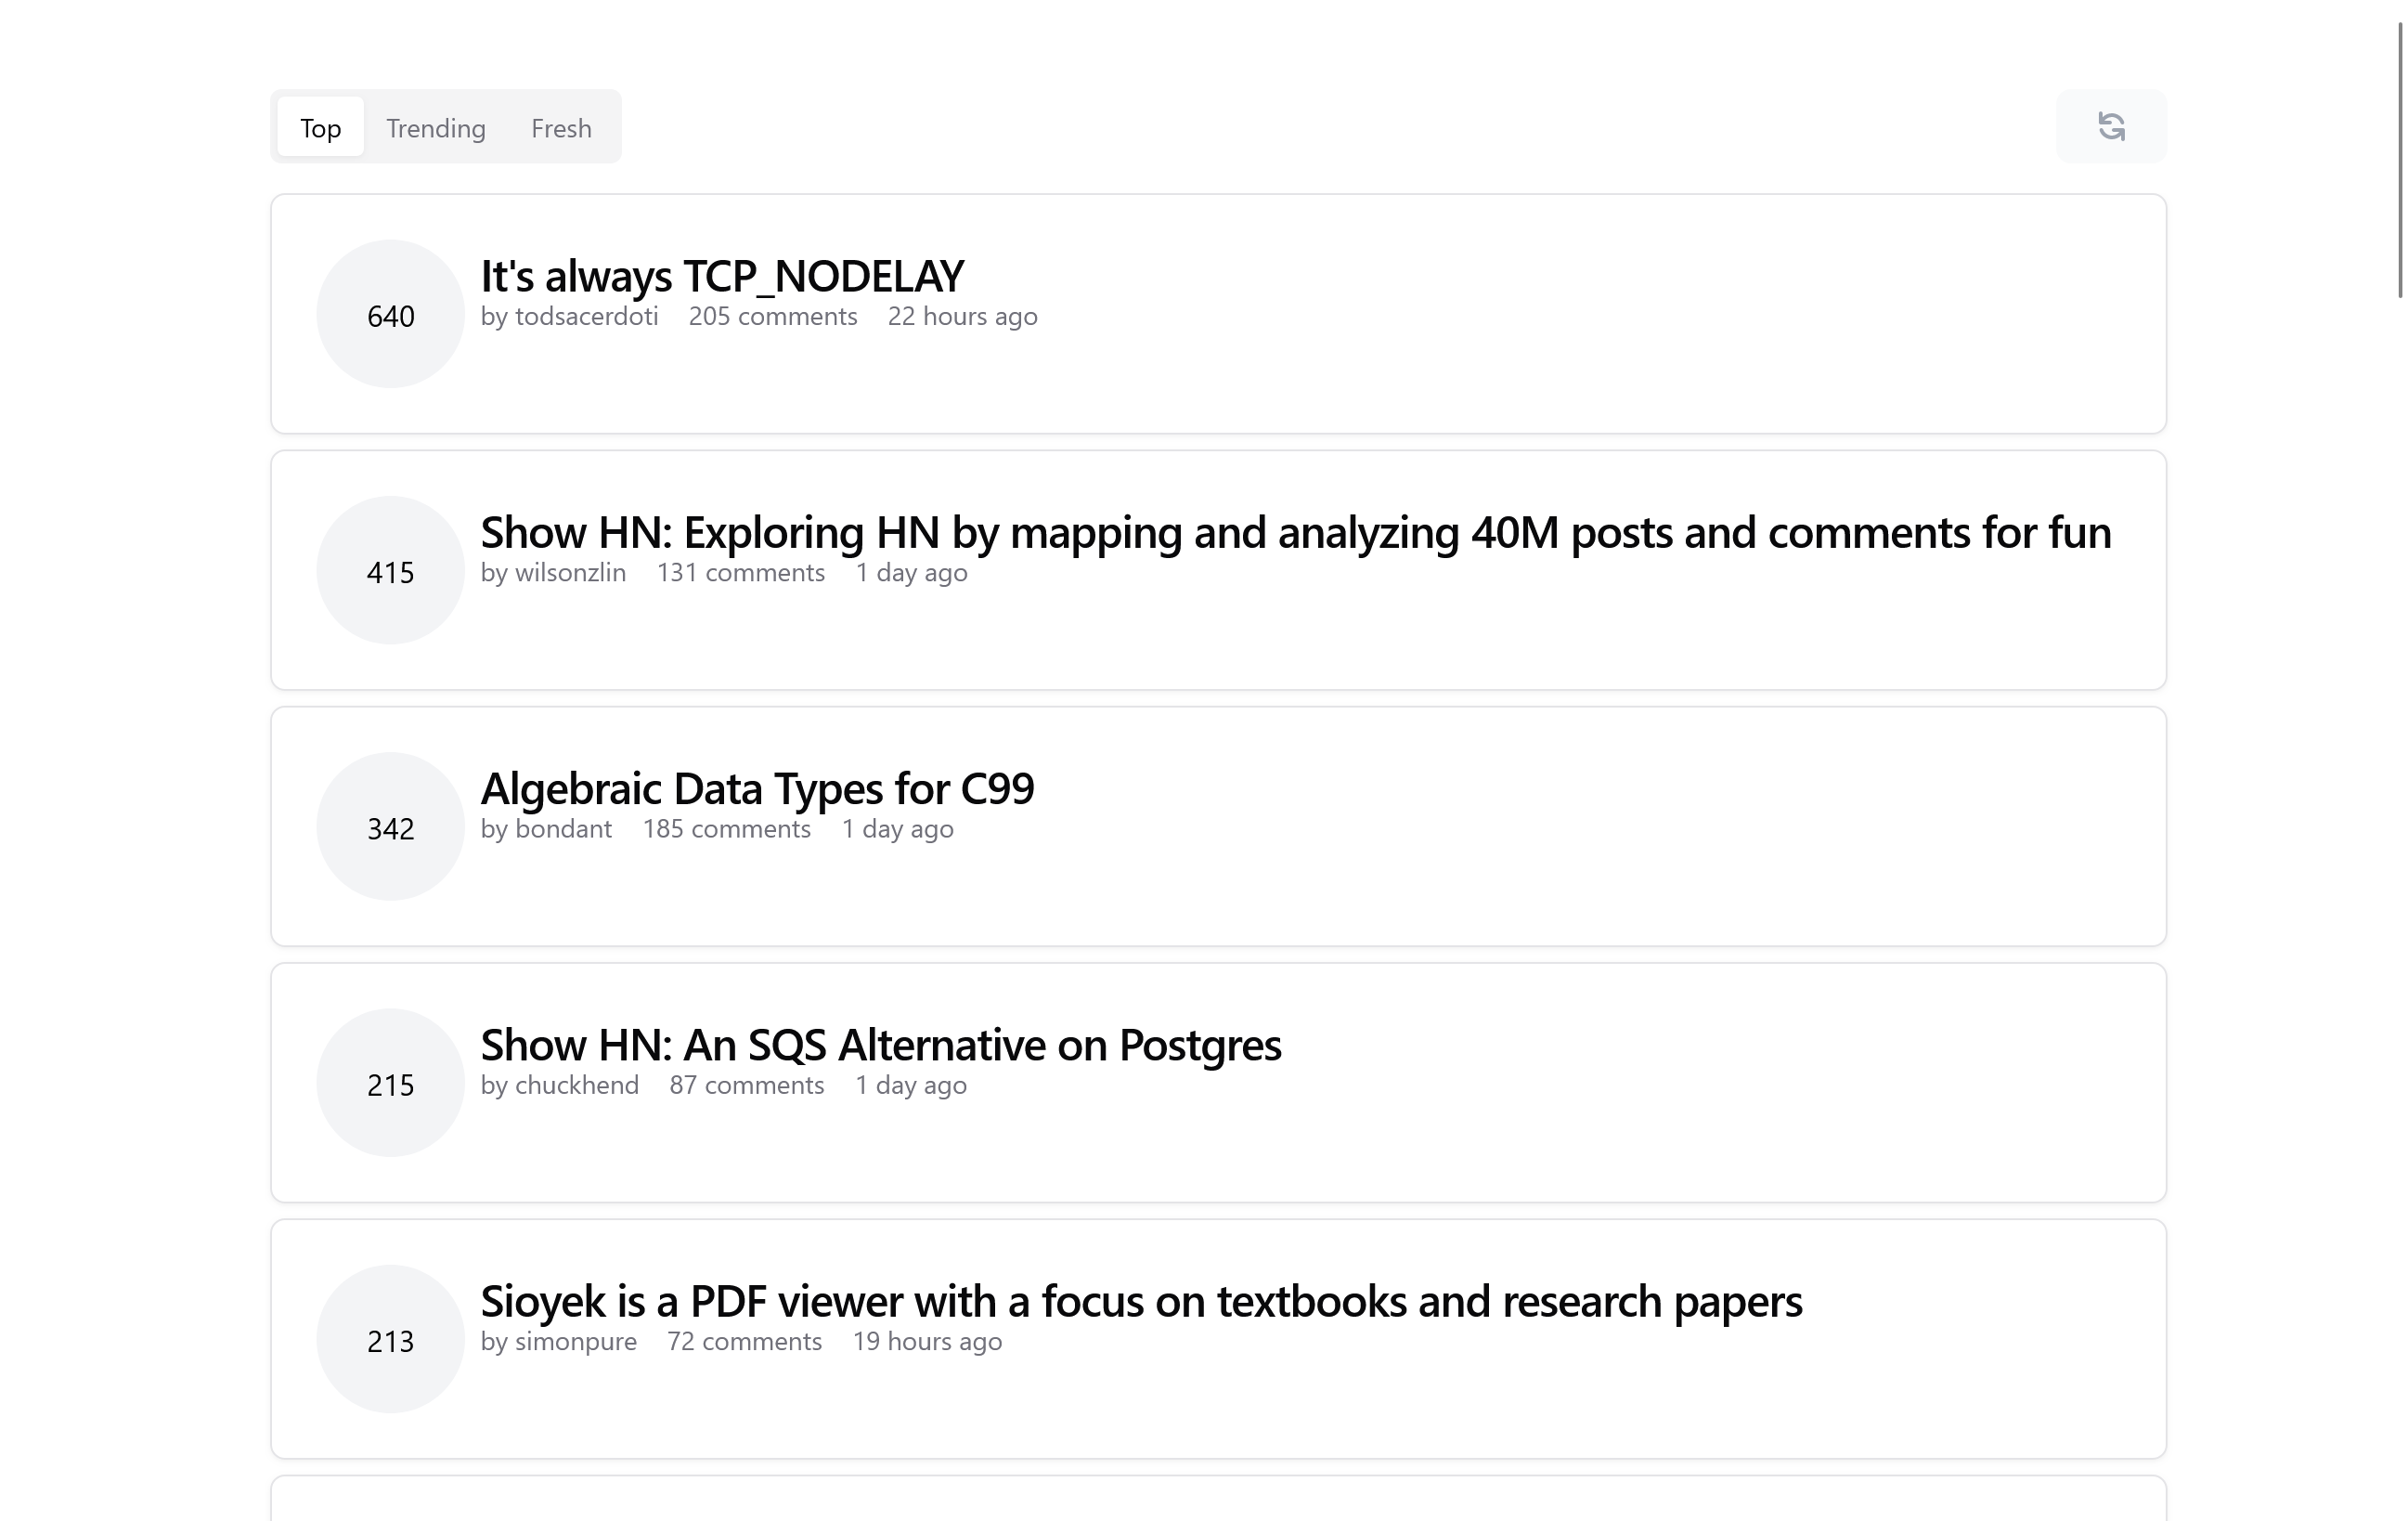 Top Trending Fresh
640
It's always TCP_NODELAY
by todsacerdoti 205 comments 22 hours ago
415
Show HN: Exploring HN by mapping and analyzing 40M posts and comments for fun
by wilsonzlin 131 comments 1 day ago
342
Algebraic Data Types for C99
by bondant 185 comments 1 day ago
215
Show HN: An SQS Alternative on Postgres
by chuckhend 87 comments 1 day ago
213
Sioyek is a PDF viewer with a focus on textbooks and research papers
by simonpure 72 comments 19 hours ago